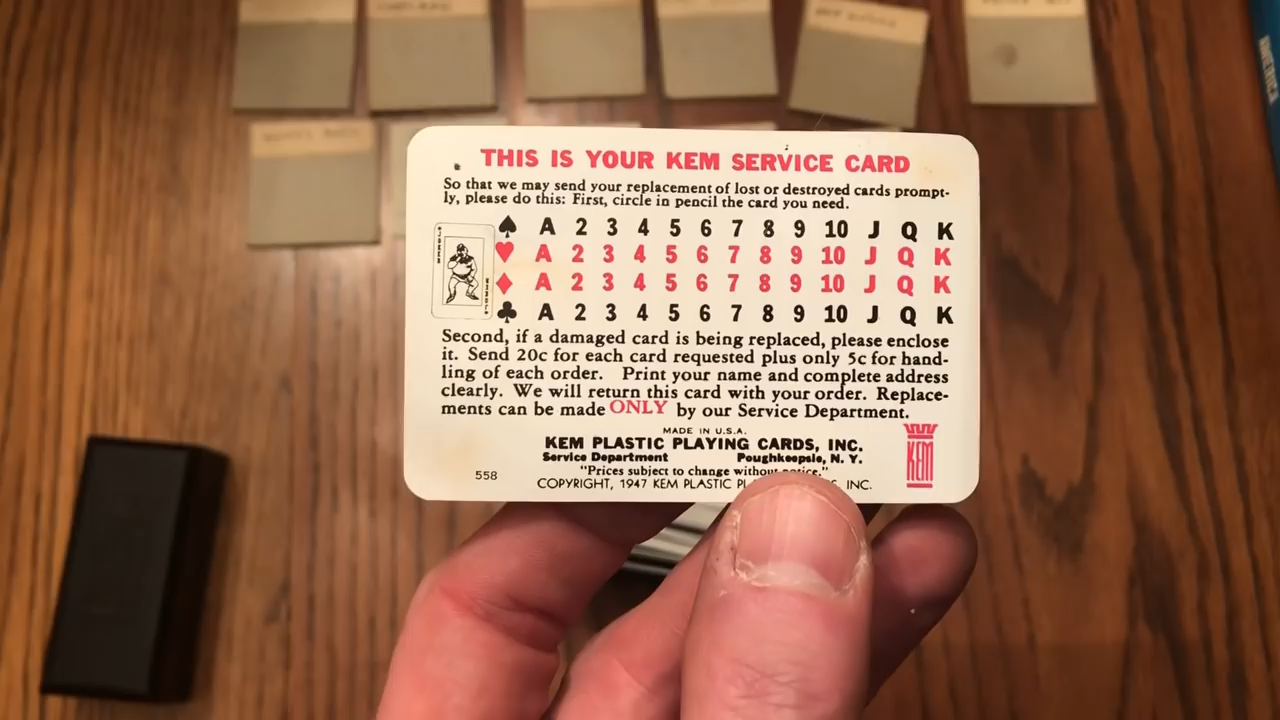 THIS IS YOUR KEM SERVICE CARD
So that we may send your replacement of lost or destroyed cards prompt-
ly, please do this: First, circle in pencil the card you need.
♠ A 2 3 4 5 6 7 8 9 10 J Q K
♥ A 2 3 4 5 6 7 8 9 10 J Q K
♦ A 2 3 4 5 6 7 8 9 10 J Q K
♣ A 2 3 4 5 6 7 8 9 10 J Q K
JOKER
JOKER
Second, if a damaged card is being replaced, please enclose
it. Send 20c for each card requested plus only 5c for hand-
ling of each order. Print your name and complete address
clearly. We will return this card with your order. Replace-
ments can be made ONLY by our Service Department.
MADE IN U.S.A.
KEM PLASTIC PLAYING CARDS, INC.
Service Department Poughkeepsie, N. Y.
"Prices subject to change without notice."
558 COPYRIGHT, 1947 KEM PLASTIC INC.
KEM